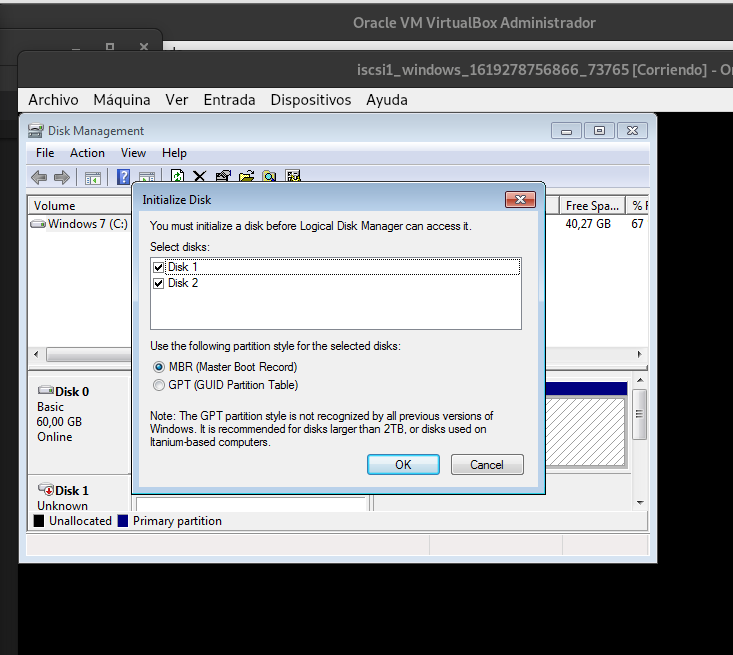 Oracle VM VirtualBox Administrador
iscsi1_windows_1619278756866_73765 [Corriendo] - O
Archivo Máquina Ver Entrada Dispositivos Ayuda
Disk Management
File Action View Help
Initialize Disk
Volume
Free Spa...
% F
Windows 7 (C:)
40,27 GB
67
You must initialize a disk before Logical Disk Manager can access it.
Select disks:
Disk 1
Disk 2
Use the following partition style for the selected disks:
MBR (Master Boot Record)
GPT (GUID Partition Table)
Note: The GPT partition style is not recognized by all previous versions of
Windows. It is recommended for disks larger than 2TB, or disks used on
Itanium-based computers.
OK Cancel
Disk 0
Basic
60,00 GB
Online
Disk 1
Unknown
Unallocated Primary partition